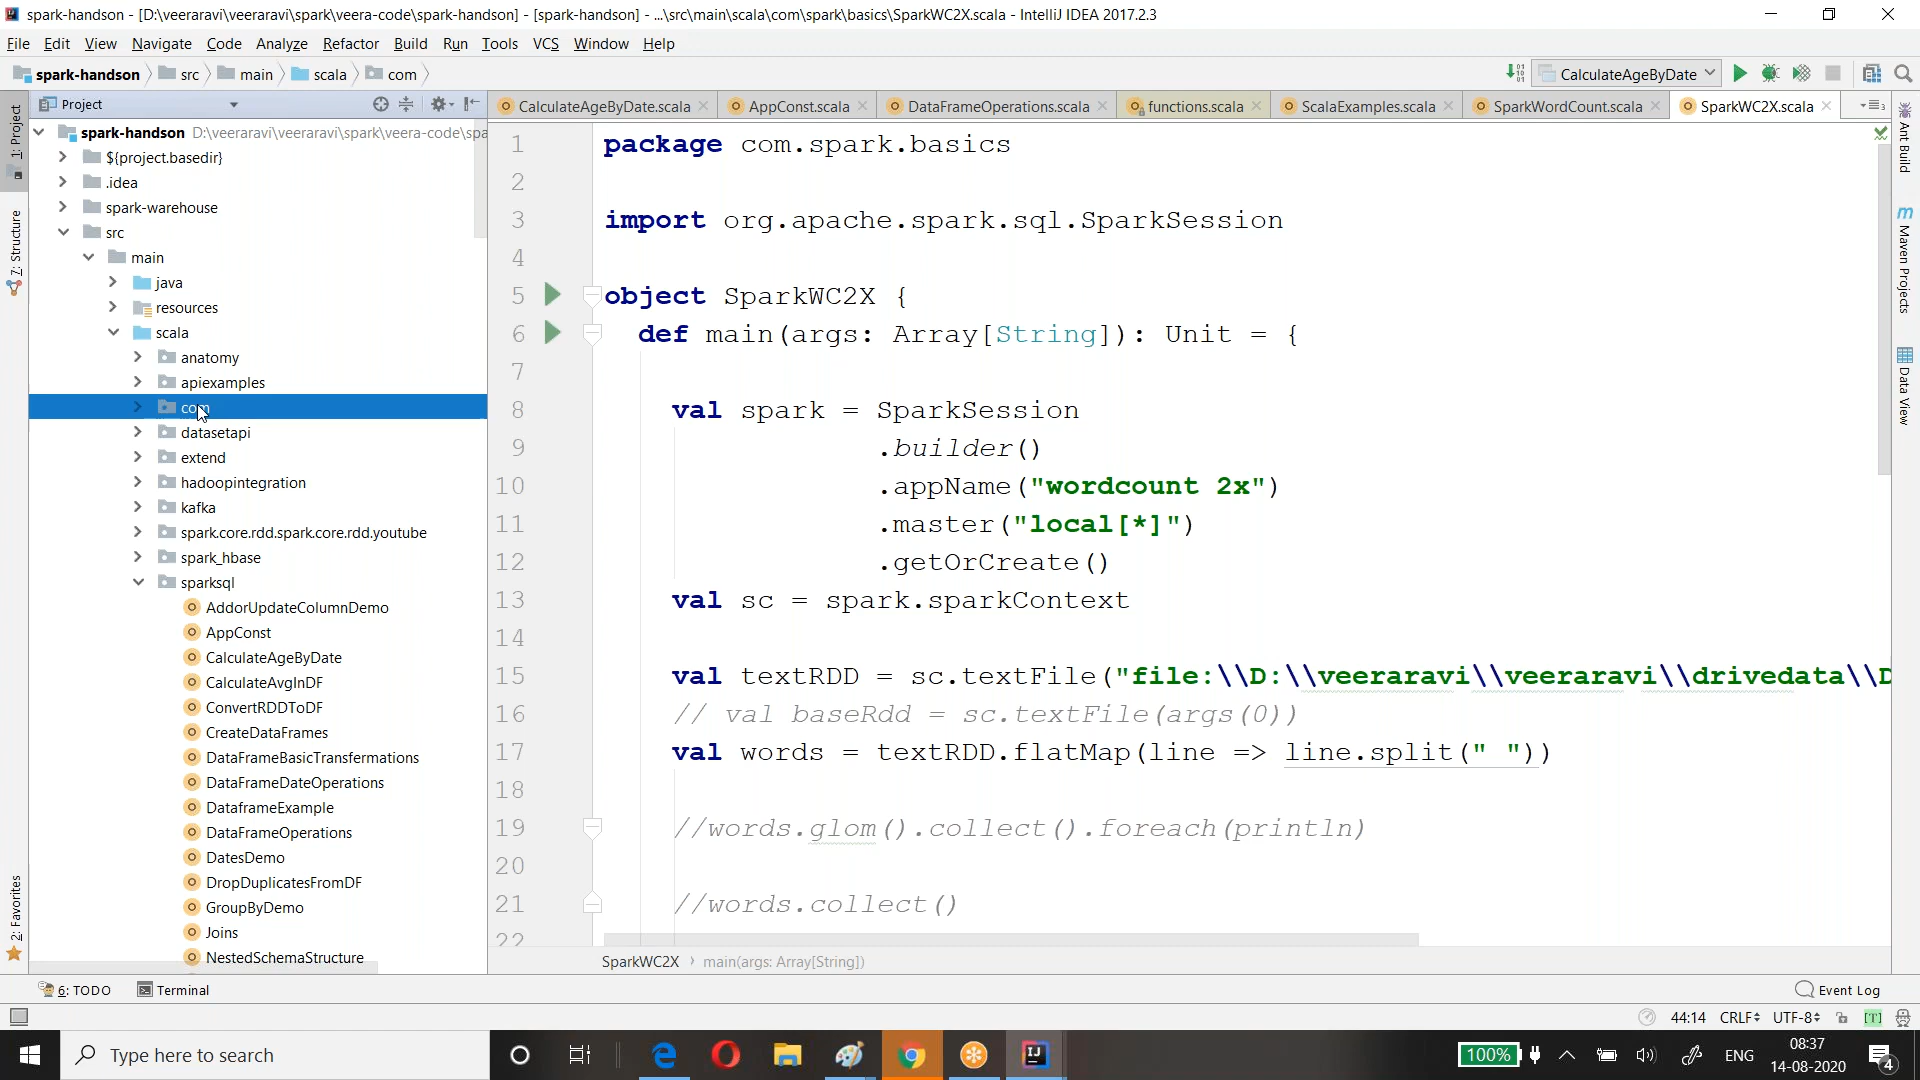 spark-handson - [D:\veeraravi\veeraravi\spark\veera-code\spark-handson] - [spark-handson] - ...\src\main\scala\com\spark\basics\SparkWC2X.scala - IntelliJ IDEA 2017.2.3
File Edit View Navigate Code Analyze Refactor Build Run Tools VCS Window Help
spark-handson src main scala com
CalculateAgeByDate
Project
CalculateAgeByDate.scala AppConst.scala DataFrameOperations.scala functions.scala ScalaExamples.scala SparkWordCount.scala SparkWC2X.scala
1: Project
7: Structure
2: Favorites
spark-handson D:\veeraravi\veeraravi\spark\veera-code\spa
${project.basedir}
.idea
spark-warehouse
src
main
java
resources
scala
anatomy
apiexamples
com
datasetapi
extend
hadoopintegration
kafka
spark.core.rdd.spark.core.rdd.youtube
spark_hbase
sparksql
AddorUpdateColumnDemo
AppConst
CalculateAgeByDate
CalculateAvgInDF
ConvertRDDToDF
CreateDataFrames
DataFrameBasicTransfermations
DataFrameDateOperations
DataframeExample
DataFrameOperations
DatesDemo
DropDuplicatesFromDF
GroupByDemo
Joins
NestedSchemaStructure
1 package com.spark.basics
2
3 import org.apache.spark.sql.SparkSession
4
5 object SparkWC2X {
6 def main(args: Array[String]): Unit = {
7
8 val spark = SparkSession
9 .builder()
10 .appName("wordcount 2x")
11 .master("local[*]")
12 .getOrCreate()
13 val sc = spark.sparkContext
14
15 val textRDD = sc.textFile("file:\\D:\\veeraravi\\veeraravi\\drivedata\\D
16 // val baseRdd = sc.textFile(args(0))
17 val words = textRDD.flatMap(line => line.split(" "))
18
19 //words.glom().collect().foreach(println)
20
21 //words.collect()
22
SparkWC2X main(args: Array[String])
Ant Build
m Maven Projects
Data View
6: TODO Terminal Event Log
44:14 CRLF UTF-8 [T]
Type here to search
100% ENG 08:37
14-08-2020
4